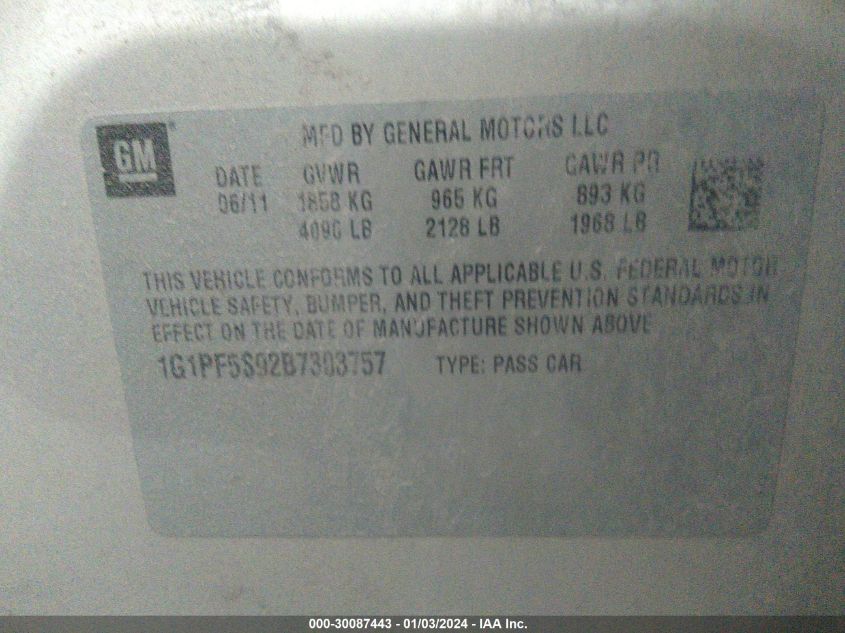 GM
MFD BY GENERAL MOTORS LLC
DATE GVWR GAWR FRT GAWR RR
06/11 1858 KG 965 KG 893 KG
4096 LB 2128 LB 1968 LB
THIS VEHICLE CONFORMS TO ALL APPLICABLE U.S. FEDERAL MOTOR
VEHICLE SAFETY, BUMPER, AND THEFT PREVENTION STANDARDS IN
EFFECT ON THE DATE OF MANUFACTURE SHOWN ABOVE
1G1PF5S92B7303757 TYPE: PASS CAR
000-30087443 - 01/03/2024 - IAA Inc.